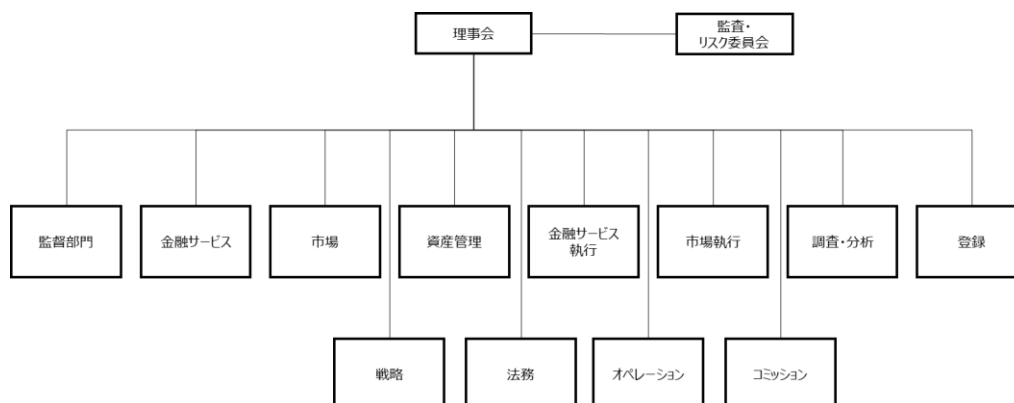 理事会
監査・
リスク委員会
監督部門
金融サービス
市場
資産管理
金融サービス
執行
市場執行
調査・分析
登録
戦略
法務
オペレーション
コミッション